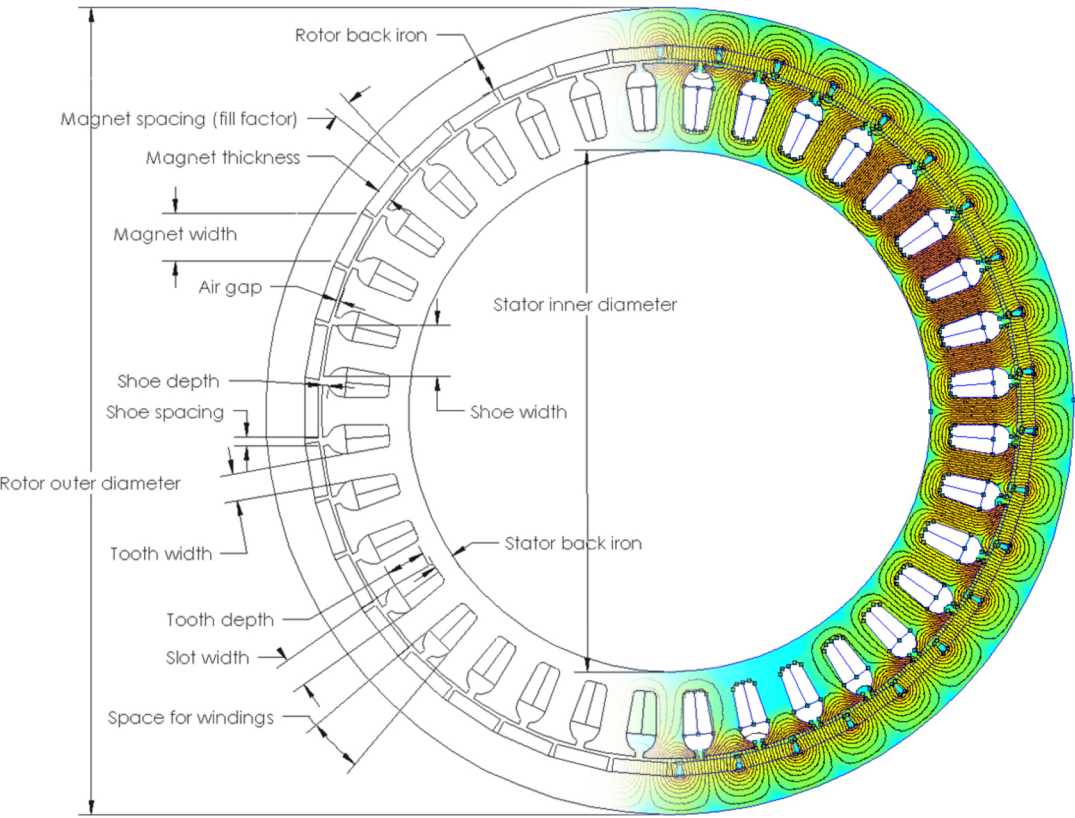 Rotor back iron
Magnet spacing (fill factor)
Magnet thickness
Magnet width
Air gap
Stator inner diameter
Shoe depth
Shoe spacing
Shoe width
Rotor outer diameter
Tooth width
Stator back iron
Tooth depth
Slot width
Space for windings